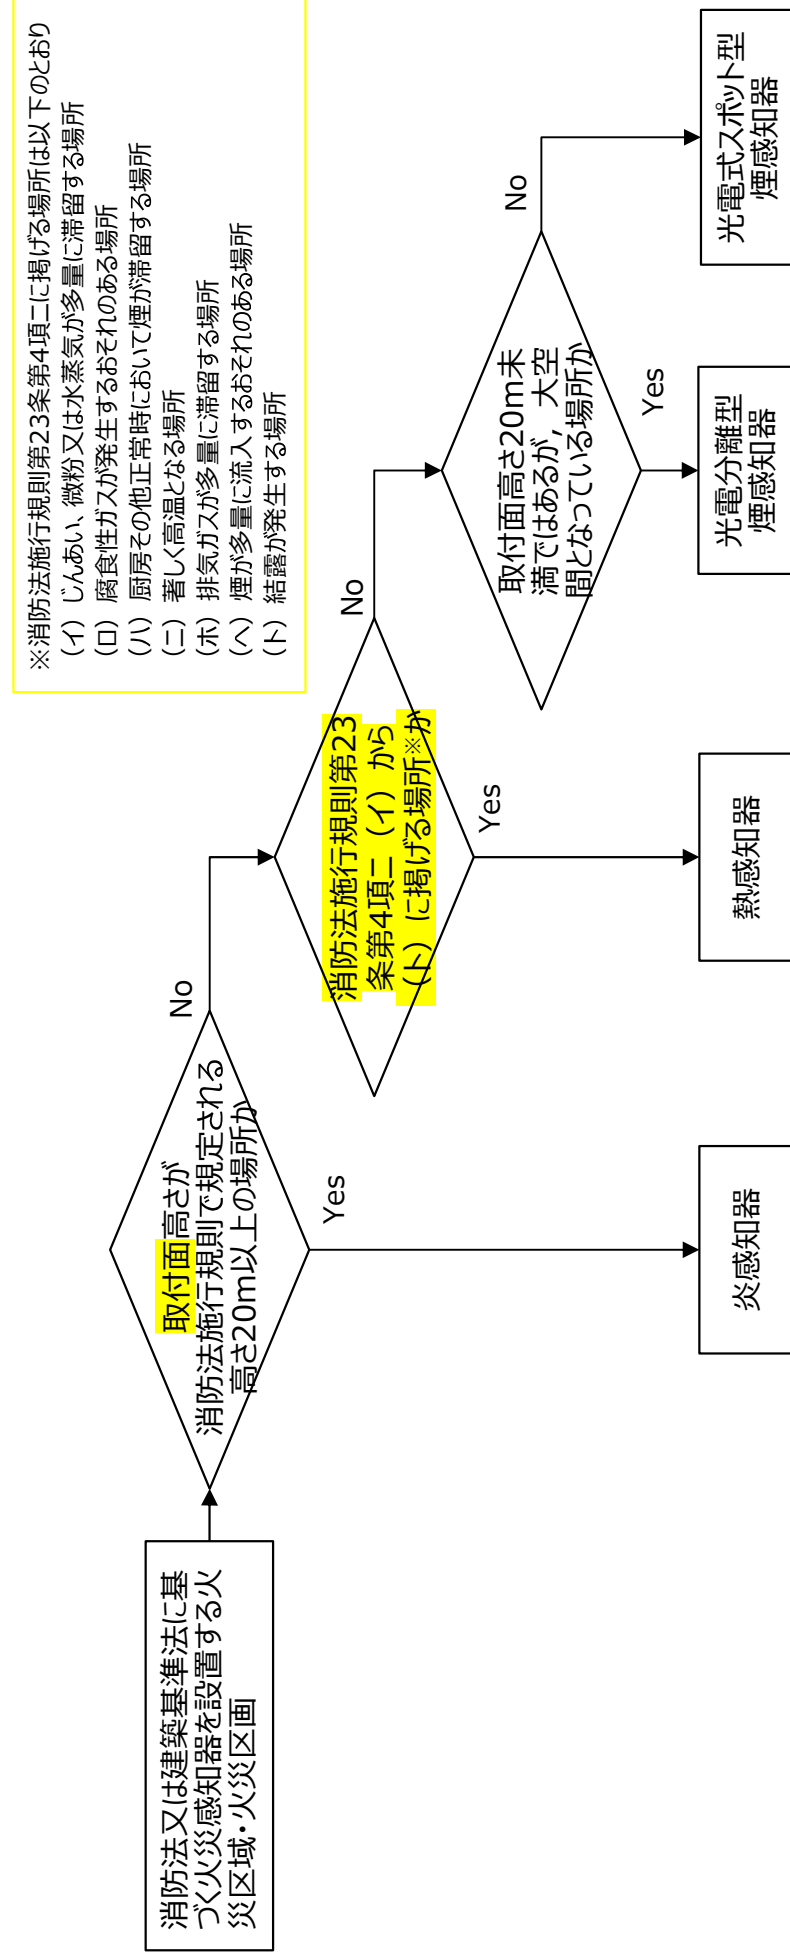 ※消防法施行規則第23条第4項ニに掲げる場所は以下のとおり
(イ) じんあい、微粉又は水蒸気が多量に滞留する場所
(ロ) 腐食性ガスが発生するおそれのある場所
(ハ) 厨房その他正常時において煙が滞留する場所
(ニ) 著しく高温となる場所
(ホ) 排気ガスが多量に滞留する場所
(ヘ) 煙が多量に流入するおそれのある場所
(ト) 結露が発生する場所
消防法又は建築基準法に基
づく火災感知器を設置する火
災区域・火災区画
取付面高さが
消防法施行規則で規定される
高さ20m以上の場所か
No
Yes
消防法施行規則第23
条第4項ニ（イ）から
（ト）に掲げる場所※か
No
Yes
取付面高さ20m未
満ではあるが，大空
間となっている場所か
No
Yes
炎感知器
熱感知器
光電分離型
煙感知器
光電式スポット型
煙感知器